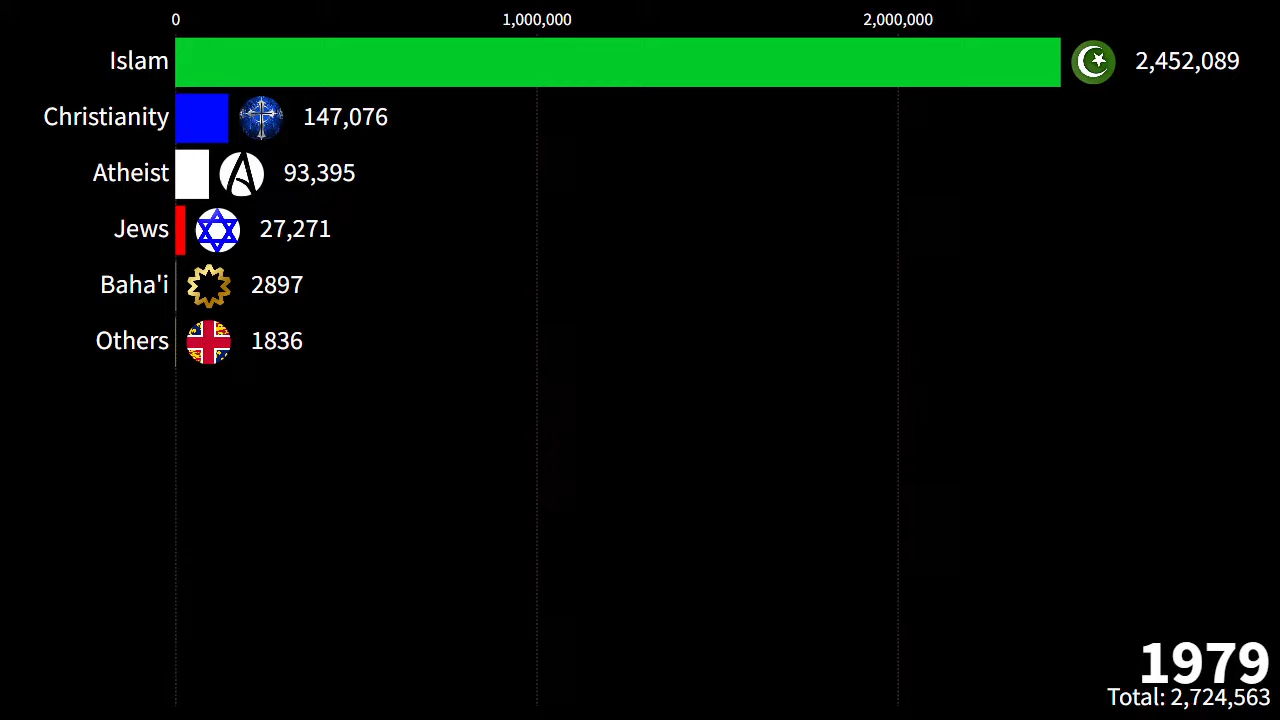 0 1,000,000 2,000,000
Islam 2,452,089
Christianity 147,076
Atheist 93,395
Jews 27,271
Baha'i 2897
Others 1836
1979
Total: 2,724,563